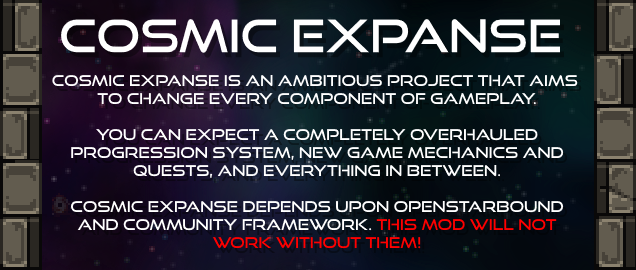 COSMIC EXPANSE
COSMIC EXPANSE IS AN AMBITIOUS PROJECT THAT AIMS
TO CHANGE EVERY COMPONENT OF GAMEPLAY.
YOU CAN EXPECT A COMPLETELY OVERHAULED
PROGRESSION SYSTEM, NEW GAME MECHANICS AND
QUESTS, AND EVERYTHING IN BETWEEN.
COSMIC EXPANSE DEPENDS UPON OPENSTARBOUND
AND COMMUNITY FRAMEWORK. THIS MOD WILL NOT
WORK WITHOUT THEM!